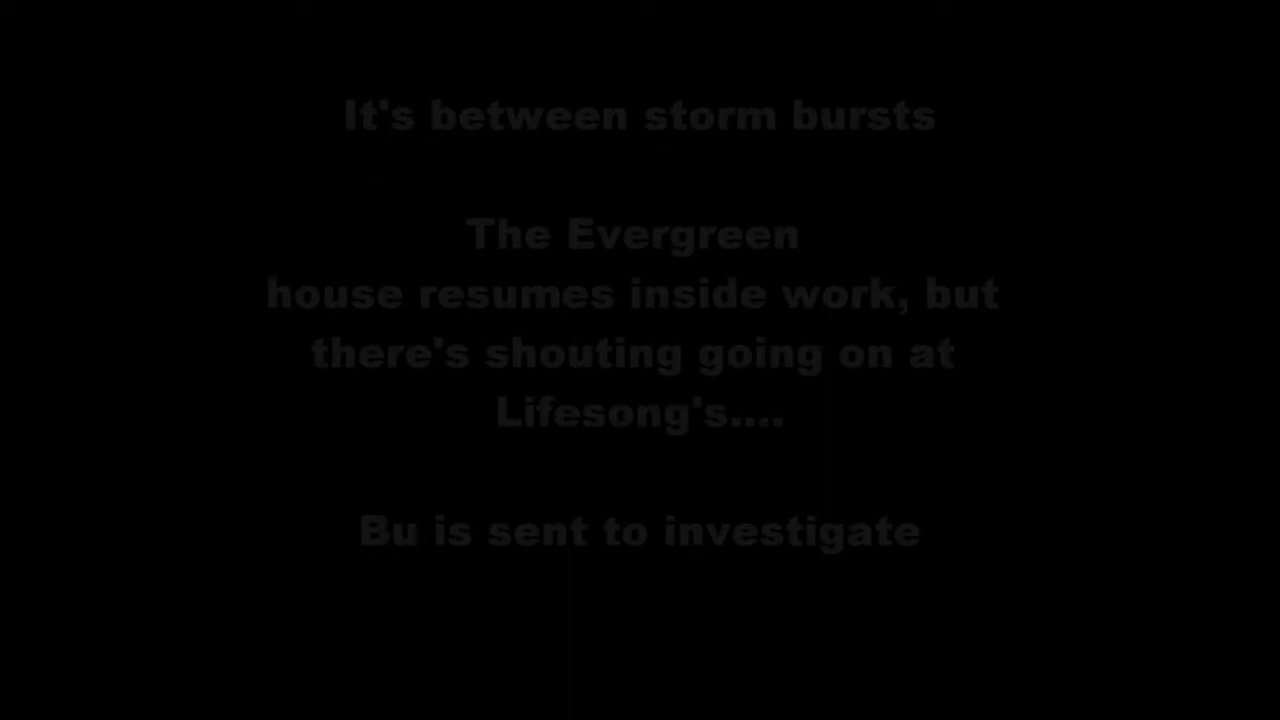 It's between storm bursts
The Evergreen
house resumes inside work, but
there's shouting going on at
Lifesong's....
Bu is sent to investigate